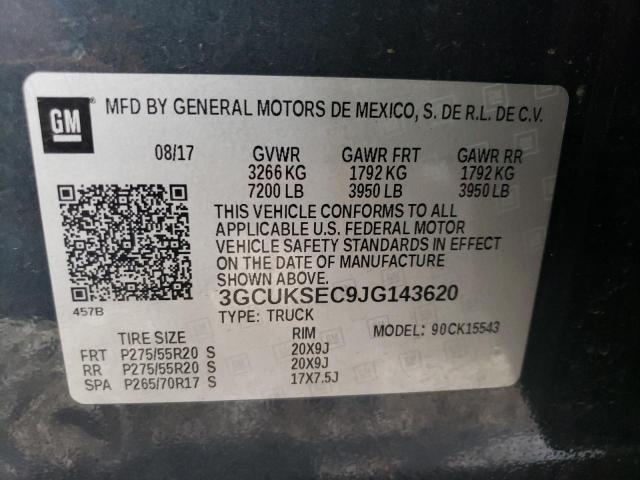 GM ® MFD BY GENERAL MOTORS DE MEXICO, S. DE R.L. DE C.V.
08/17 GVWR GAWR FRT GAWR RR
3266 KG 1792 KG 1792 KG
7200 LB 3950 LB 3950 LB
THIS VEHICLE CONFORMS TO ALL
APPLICABLE U.S. FEDERAL MOTOR
VEHICLE SAFETY STANDARDS IN EFFECT
ON THE DATE OF MANUFACTURE
SHOWN ABOVE.
3GCUKSEC9JG143620
457B
TYPE: TRUCK
TIRE SIZE RIM MODEL: 90CK15543
FRT P275/55R20 S 20X9J
RR P275/55R20 S 20X9J
SPA P265/70R17 S 17X7.5J